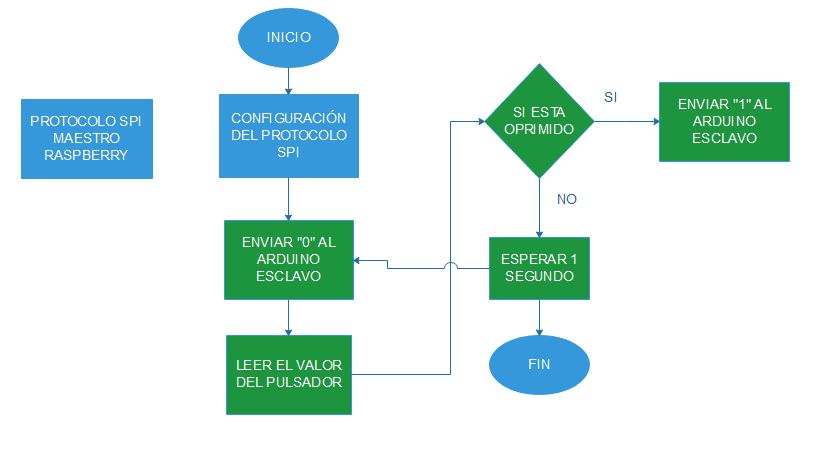 INICIO
PROTOCOLO SPI
MAESTRO
RASPBERRY
CONFIGURACIÓN
DEL PROTOCOLO
SPI
ENVIAR "0" AL
ARDUINO
ESCLAVO
LEER EL VALOR
DEL PULSADOR
SI ESTA
OPRIMIDO
SI
ENVIAR "1" AL
ARDUINO
ESCLAVO
NO
ESPERAR 1
SEGUNDO
FIN